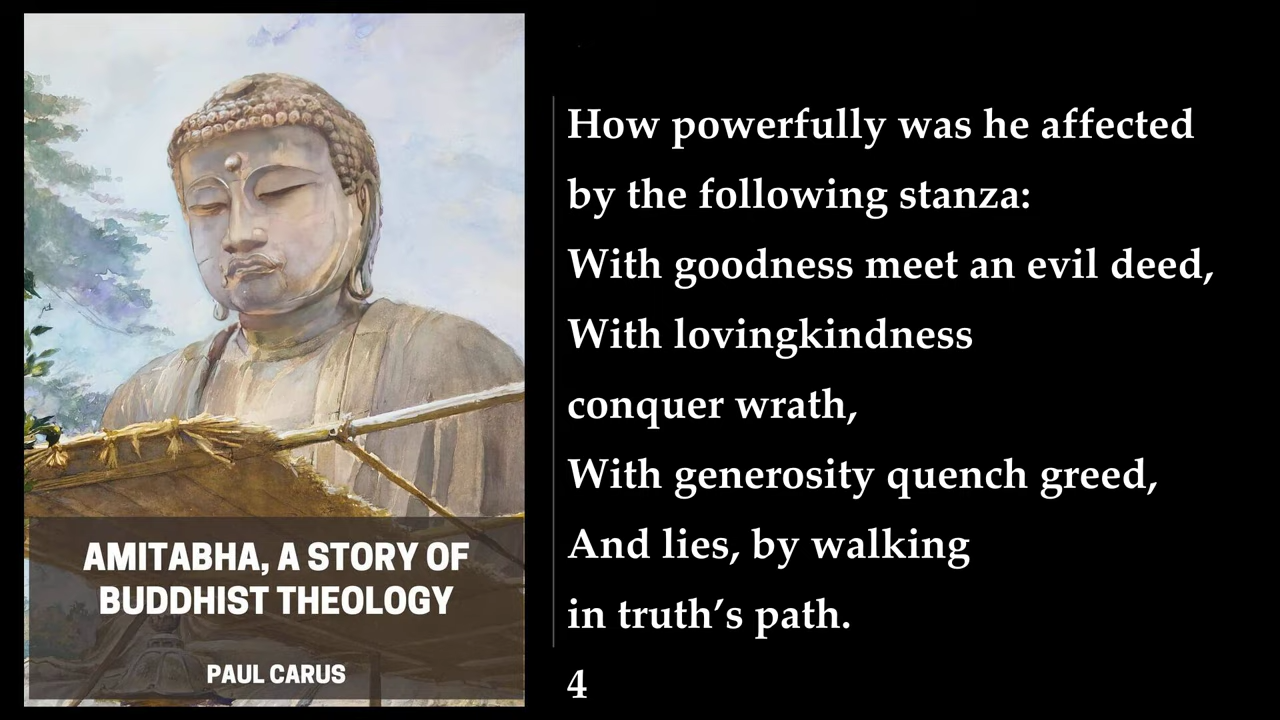 AMITABHA, A STORY OF
BUDDHIST THEOLOGY
PAUL CARUS
How powerfully was he affected
by the following stanza:
With goodness meet an evil deed,
With lovingkindness
conquer wrath,
With generosity quench greed,
And lies, by walking
in truth’s path.
4